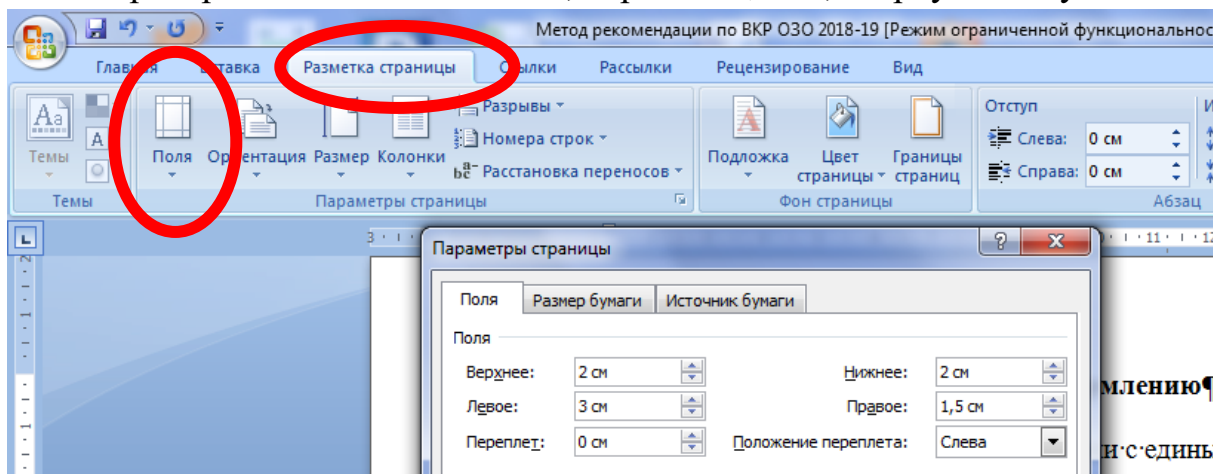 Метод рекомендации по ВКР ОЗО 2018-19 [Режим ограниченной функциональнос
Главная Вставка Разметка страницы Ссылки Рассылки Рецензирование Вид
Темы
Поля Ориентация Размер Колонки
Разрывы
Номера строк
Расстановка переносов
Подложка Цвет страницы Границы страниц
Отступ
Слева: 0 см
Справа: 0 см
Темы Параметры страницы Фон страницы Абзац
3 11 12
Параметры страницы
Поля Размер бумаги Источник бумаги
Поля
Верхнее: 2 см Нижнее: 2 см
Левое: 3 см Правое: 1,5 см
Переплет: 0 см Положение переплета: Слева
млению¶
и·с·едины